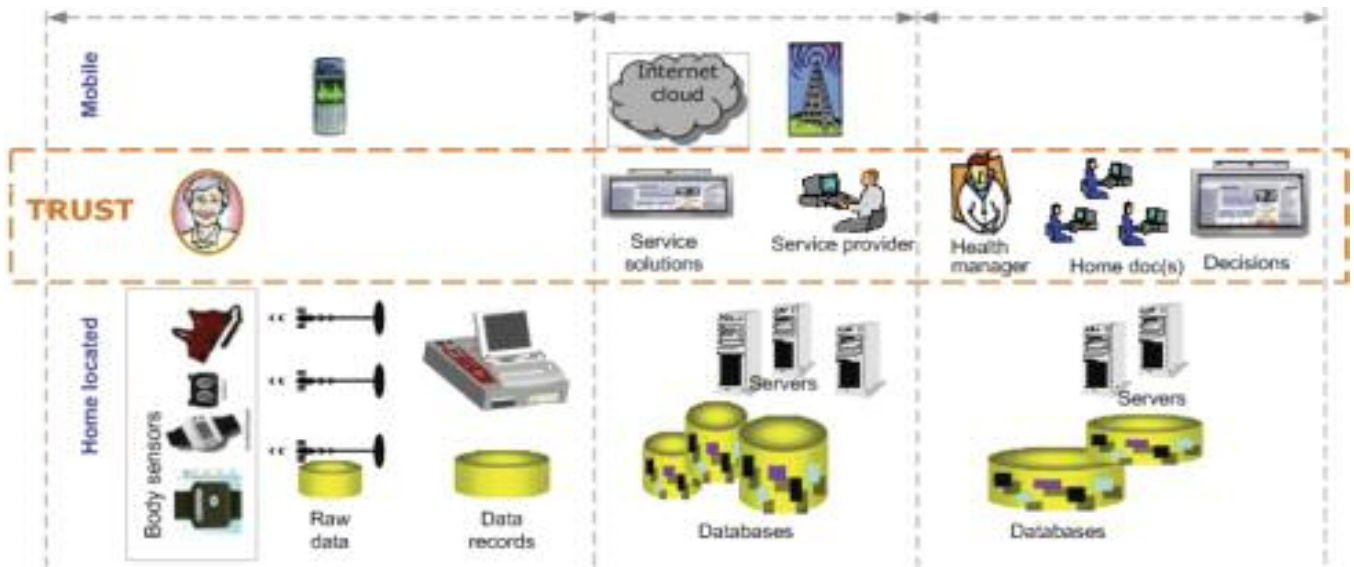 Mobile
Internet
cloud
TRUST
Service
solutions
Service provider
Health
manager
Home doc(s)
Decisions
Home located
Body sensors
Raw
data
Data
records
Servers
Databases
Servers
Databases